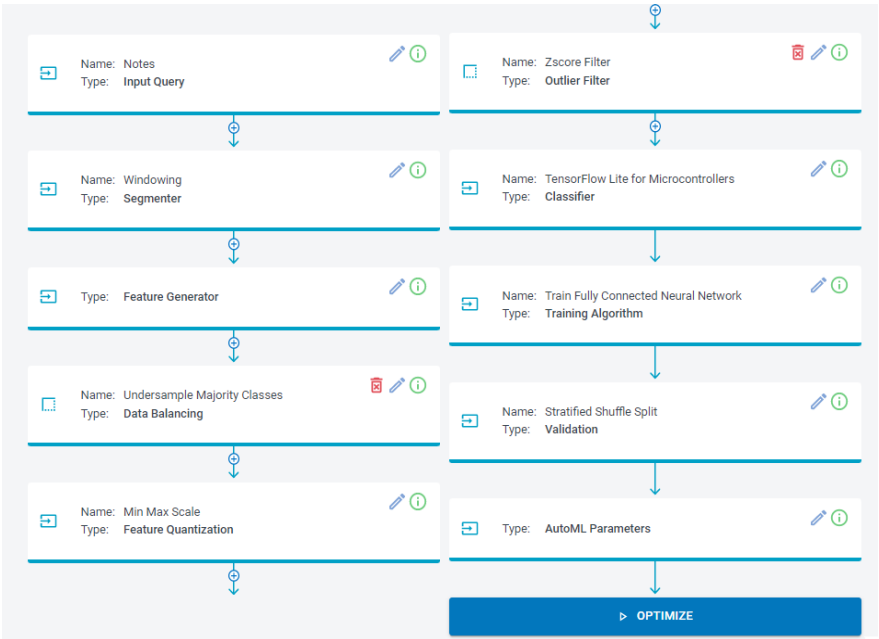 Name: Notes
Type: Input Query
Name: Windowing
Type: Segmenter
Type: Feature Generator
Name: Undersample Majority Classes
Type: Data Balancing
Name: Min Max Scale
Type: Feature Quantization
Name: Zscore Filter
Type: Outlier Filter
Name: TensorFlow Lite for Microcontrollers
Type: Classifier
Name: Train Fully Connected Neural Network
Type: Training Algorithm
Name: Stratified Shuffle Split
Type: Validation
Type: AutoML Parameters
OPTIMIZE